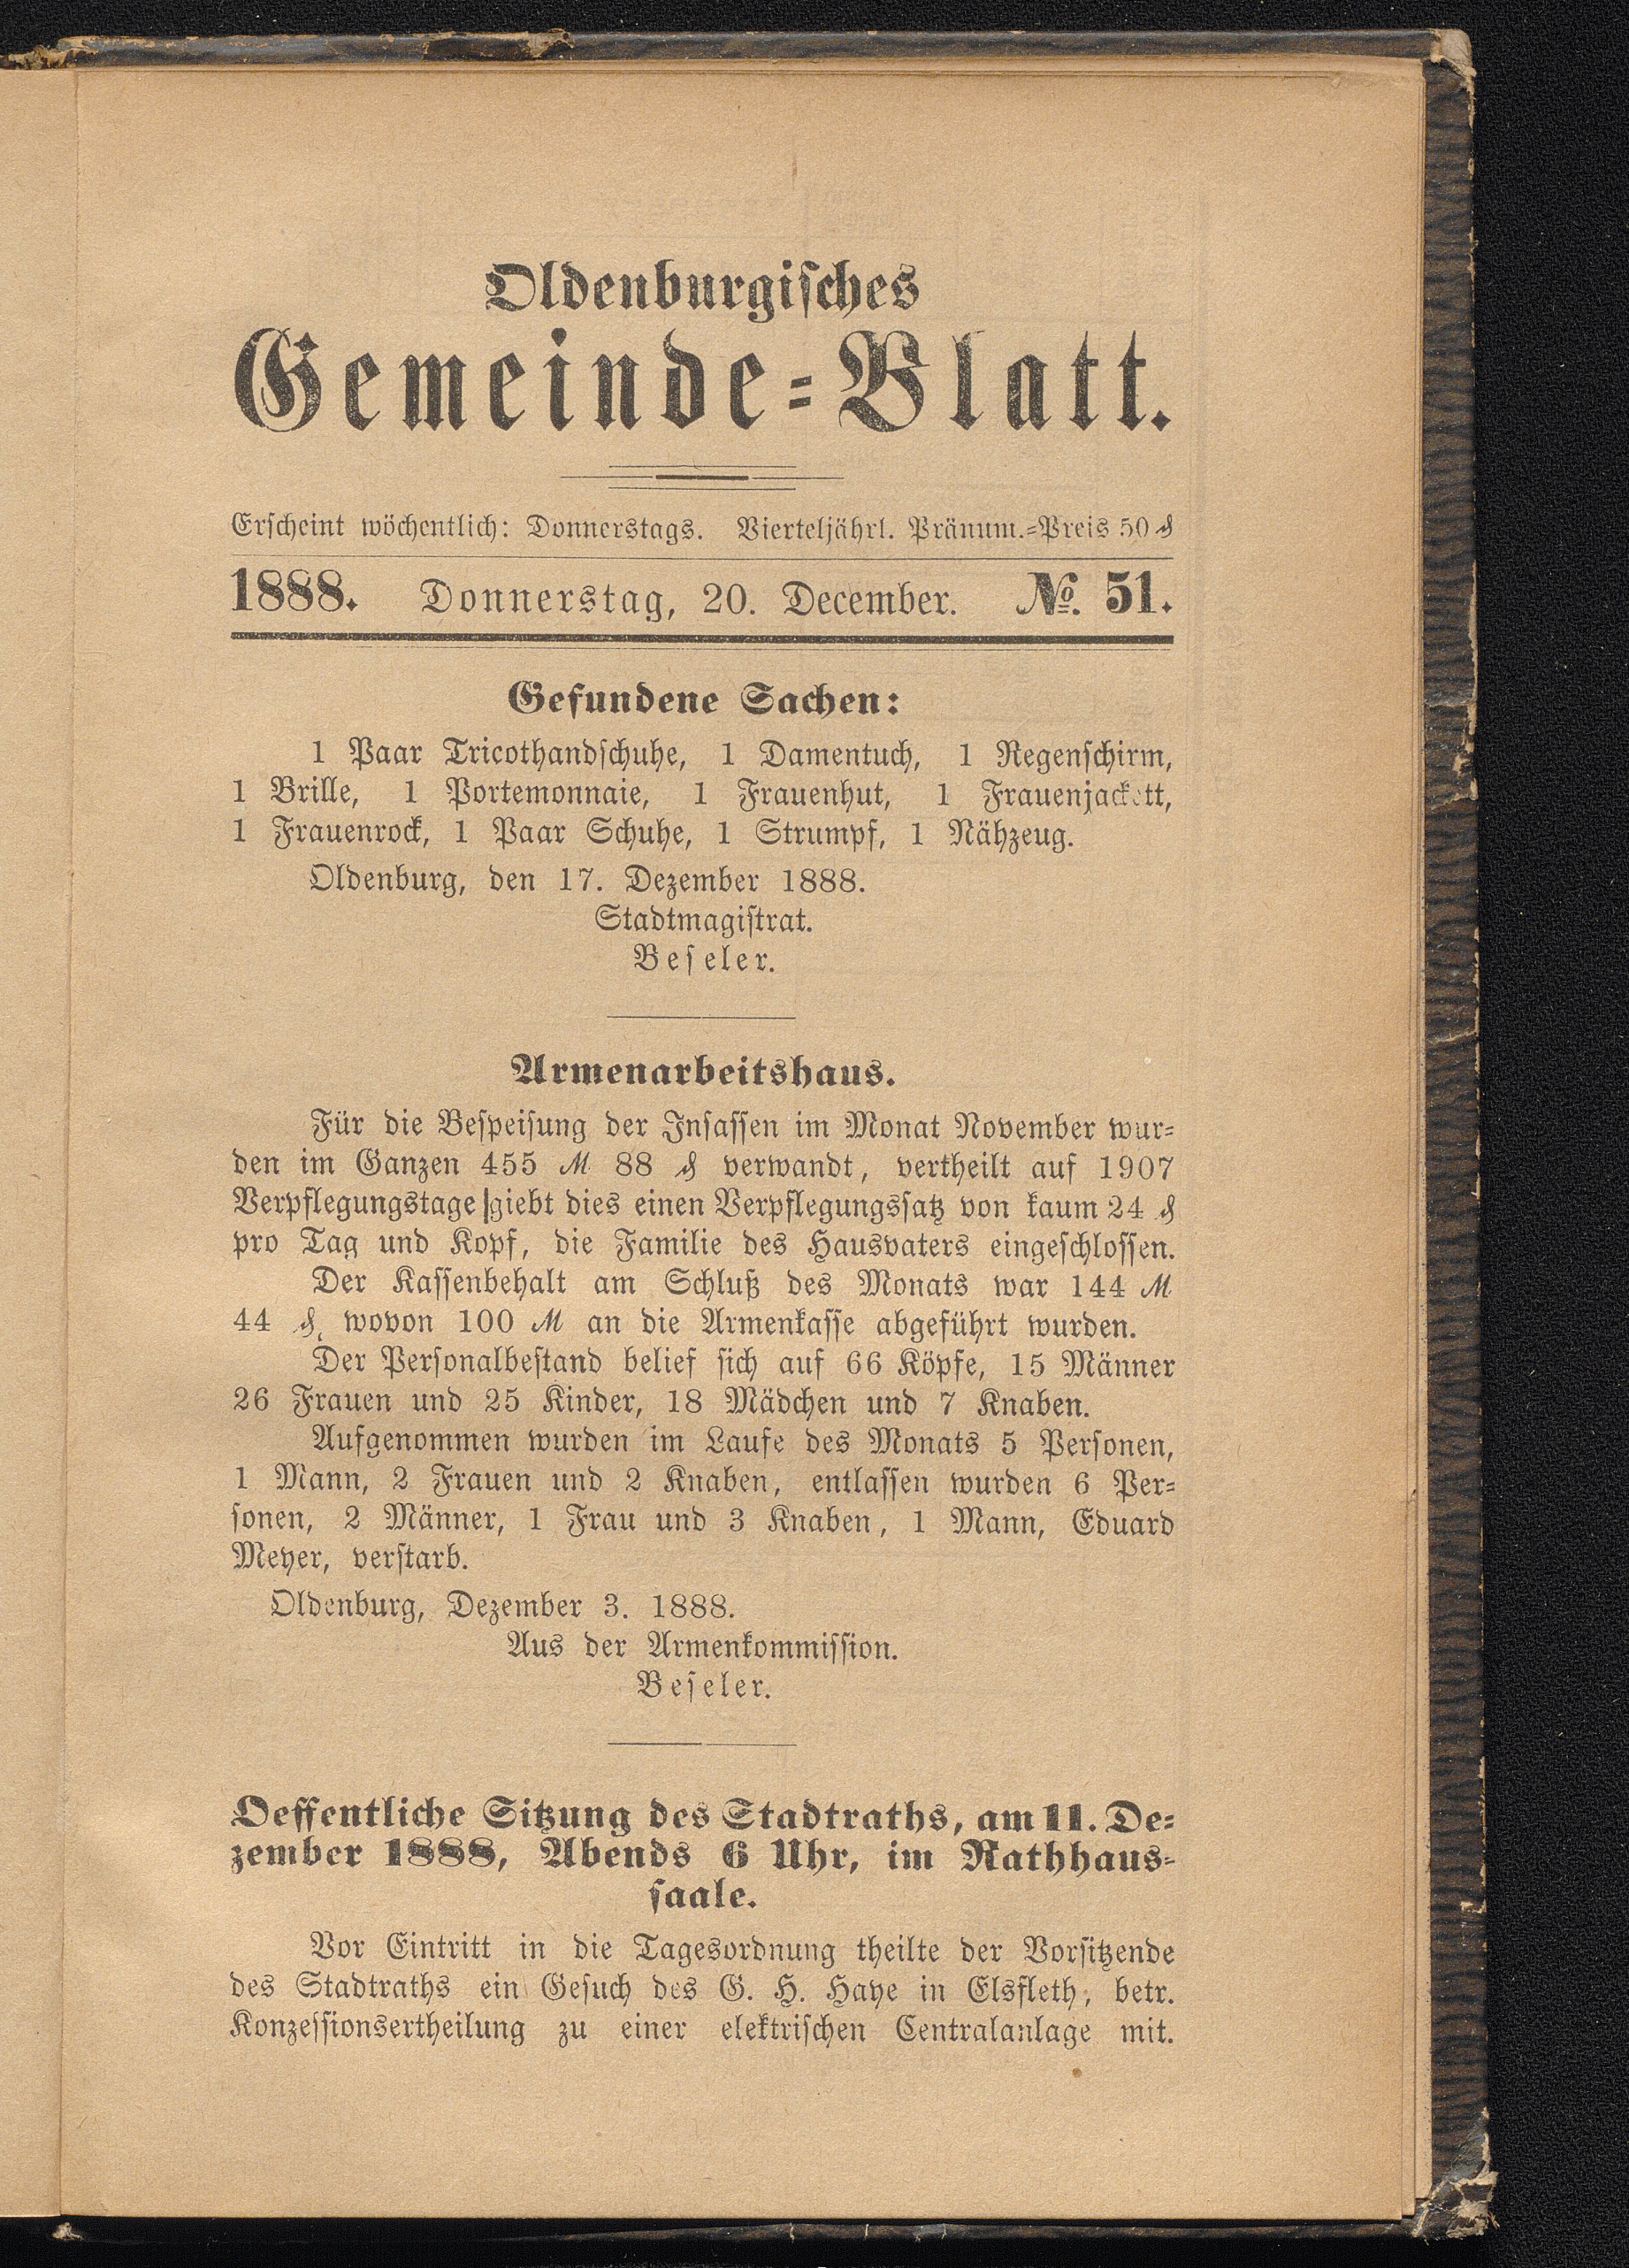 Oldenburgisches
Gemeinde=Blatt.
Erscheint wöchentlich: Donnerstags. Vierteljährl. Pränum.=Preis 50 ₰
1888. Donnerstag, 20. December. No. 51.
Gefundene Sachen:
1 Paar Tricothandschuhe, 1 Damentuch, 1 Regenschirm,
1 Brille, 1 Portemonnaie, 1 Frauenhut, 1 Frauenjackett,
1 Frauenrock, 1 Paar Schuhe, 1 Strumpf, 1 Nähzeug.
Oldenburg, den 17. Dezember 1888.
Stadtmagistrat.
Beseler.
Armenarbeitshaus.
Für die Bespeisung der Insassen im Monat November wur=
den im Ganzen 455 ℳ 88 ₰ verwandt, vertheilt auf 1907
Verpflegungstage giebt dies einen Verpflegungssatz von kaum 24 ₰
pro Tag und Kopf, die Familie des Hausvaters eingeschlossen.
Der Kassenbehalt am Schluß des Monats war 144 ℳ
44 ₰, wovon 100 ℳ an die Armenkasse abgeführt wurden.
Der Personalbestand belief sich auf 66 Köpfe, 15 Männer
26 Frauen und 25 Kinder, 18 Mädchen und 7 Knaben.
Aufgenommen wurden im Laufe des Monats 5 Personen,
1 Mann, 2 Frauen und 2 Knaben, entlassen wurden 6 Per=
sonen, 2 Männer, 1 Frau und 3 Knaben, 1 Mann, Eduard
Meyer, verstarb.
Oldenburg, Dezember 3. 1888.
Aus der Armenkommission.
Beseler.
Oeffentliche Sitzung des Stadtraths, am 11. De=
zember 1888, Abends 6 Uhr, im Rathhaus=
saale.
Vor Eintritt in die Tagesordnung theilte der Vorsitzende
des Stadtraths ein Gesuch des G. H. Haye in Elsfleth, betr.
Konzessionsertheilung zu einer elektrischen Centralanlage mit.